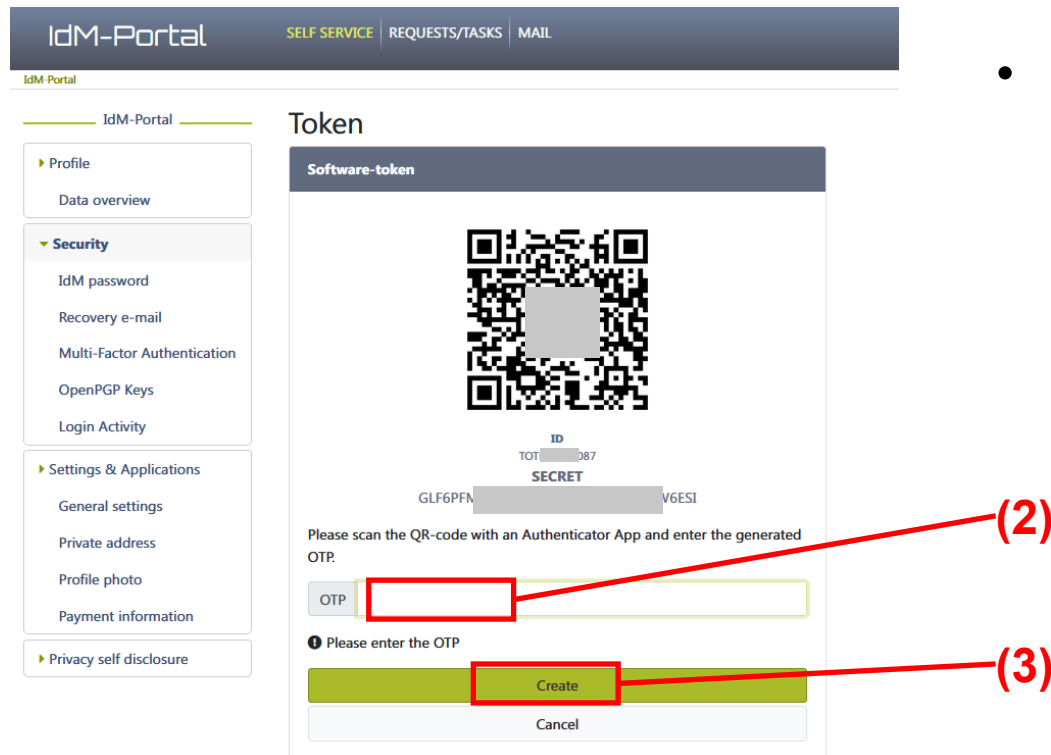 IdM-Portal
SELF SERVICE REQUESTS/TASKS MAIL
IdM-Portal
IdM-Portal
Profile
Data overview
Security
IdM password
Recovery e-mail
Multi-Factor Authentication
OpenPGP Keys
Login Activity
Settings & Applications
General settings
Private address
Profile photo
Payment information
Privacy self disclosure
Token
Software-token
ID
TOT 087
SECRET
GLF6PFM W6ESI
Please scan the QR-code with an Authenticator App and enter the generated
OTP.
OTP
Please enter the OTP
Create
Cancel
(2)
(3)